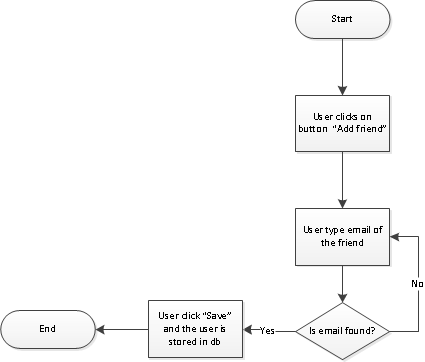 Start
User clicks on
button "Add friend"
User type email of
the friend
No
Is email found?
Yes
User click “Save”
and the user is
stored in db
End